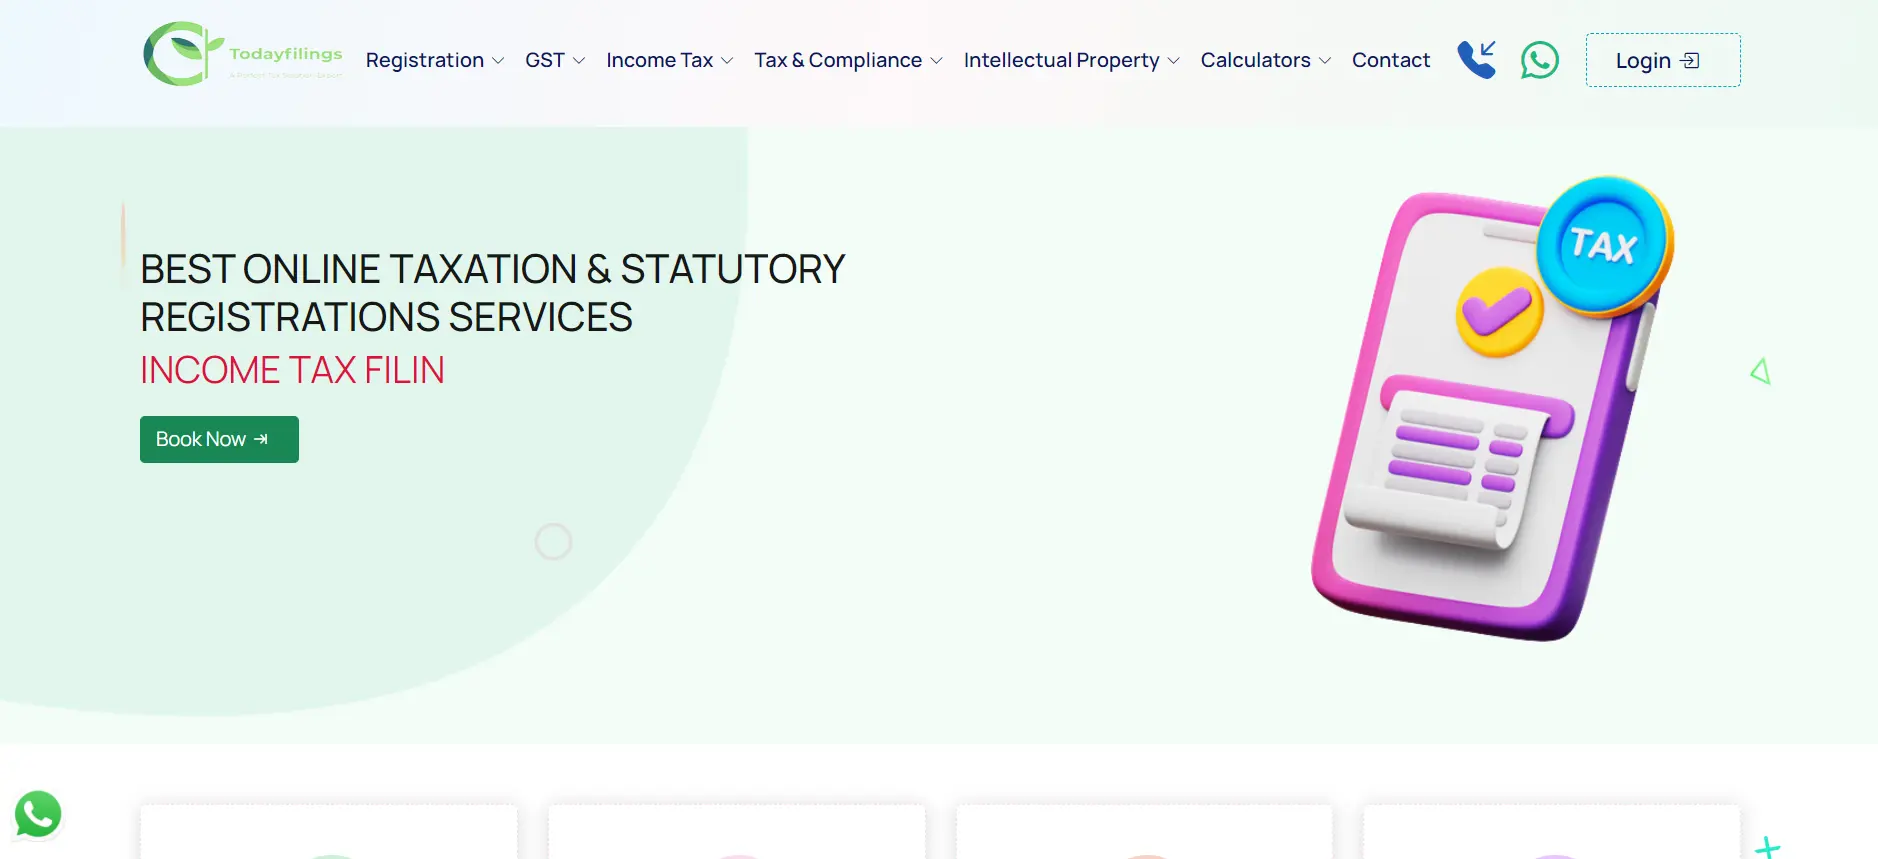 Todayfilings
Registration GST Income Tax Tax & Compliance Intellectual Property Calculators Contact Login
BEST ONLINE TAXATION & STATUTORY
REGISTRATIONS SERVICES
INCOME TAX FILIN
Book Now
TAX